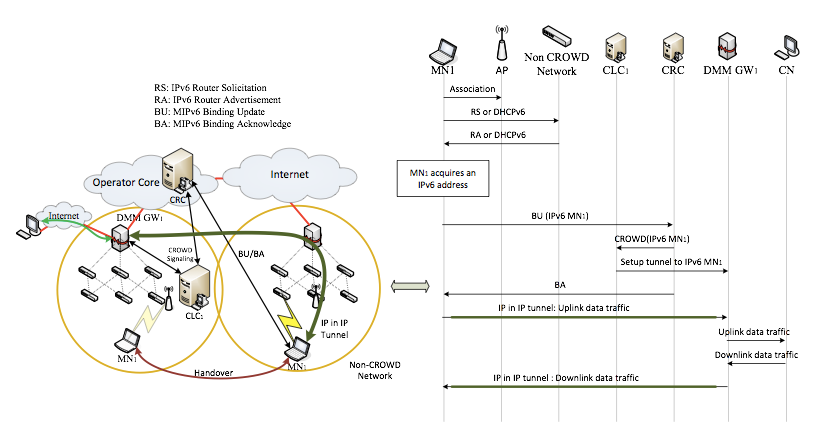 RS: IPv6 Router Solicitation
RA: IPv6 Router Advertisement
BU: MIPv6 Binding Update
BA: MIPv6 Binding Acknowledge
Operator Core
CRC
Internet
Internet
DMM GW1
CROWD
Signaling
BU/BA
CLC1
IP in IP
Tunnel
MN1
MN1
Handover
Non-CROWD
Network
MN1
AP
Non CROWD
Network
CLC1
CRC
DMM GW1
CN
Association
RS or DHCPv6
RA or DHCPv6
MN1 acquires an
IPv6 address
BU (IPv6 MN1)
CROWD(IPv6 MN1)
Setup tunnel to IPv6 MN1
BA
IP in IP tunnel: Uplink data traffic
Uplink data traffic
Downlink data traffic
IP in IP tunnel : Downlink data traffic